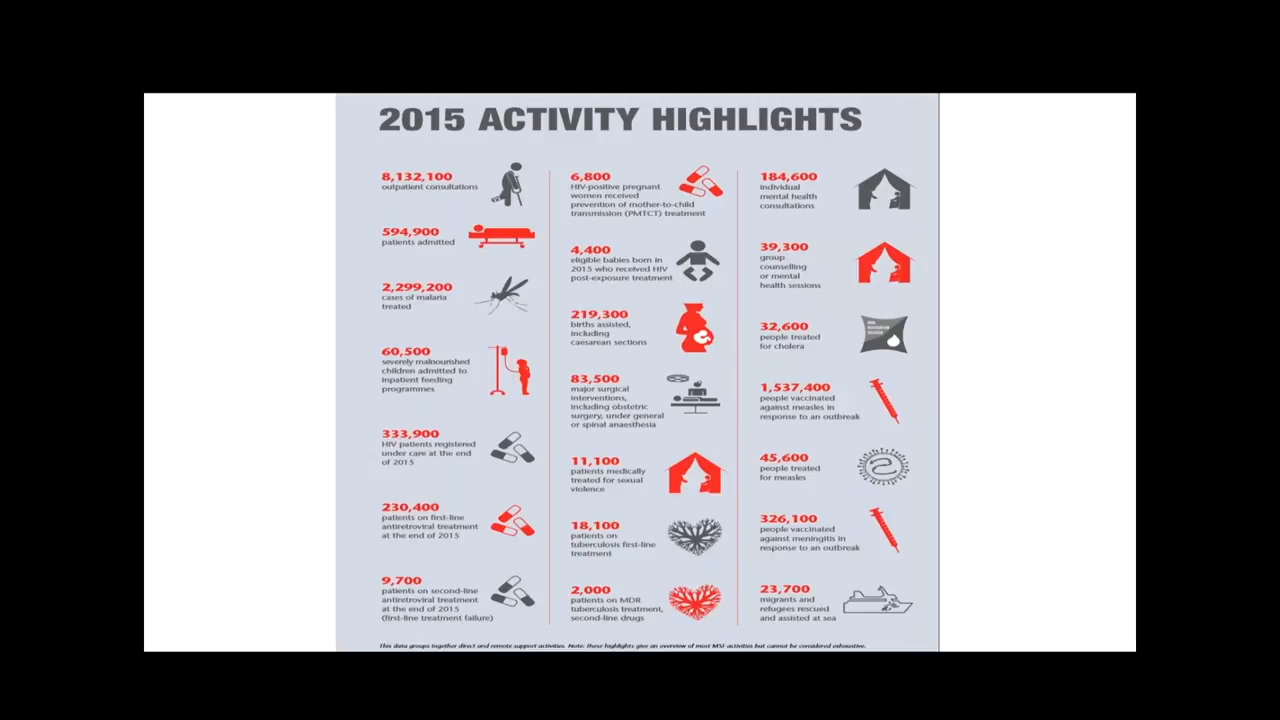 2015 ACTIVITY HIGHLIGHTS
8,132,100
outpatient consultations
594,900
patients admitted
2,299,200
cases of malaria
treated
60,500
severely malnourished
children admitted to
inpatient feeding
programmes
333,900
HIV patients registered
under care at the end
of 2015
230,400
patients on first-line
antiretroviral treatment
at the end of 2015
9,700
patients on second-line
antiretroviral treatment
at the end of 2015
(first-line treatment failure)
6,800
HIV-positive pregnant
women received
prevention of mother-to-child
transmission (PMTCT) treatment
4,400
eligible babies born in
2015 who received HIV
post-exposure treatment
219,300
births assisted,
including
caesarean sections
83,500
major surgical
interventions,
including obstetric
surgery, under general
or spinal anaesthesia
11,100
patients medically
treated for sexual
violence
18,100
patients on
tuberculosis first-line
treatment
2,000
patients on MDR
tuberculosis treatment,
second-line drugs
184,600
individual
mental health
consultations
39,300
group
counselling
or mental
health sessions
32,600
people treated
for cholera
ORAL
REHYDRATION
SOLUTION
1,537,400
people vaccinated
against measles in
response to an outbreak
45,600
people treated
for measles
326,100
people vaccinated
against meningitis in
response to an outbreak
23,700
migrants and
refugees rescued
and assisted at sea
This data groups together direct and remote support activities. Note: these highlights give an overview of most MSF activities but cannot be considered exhaustive.